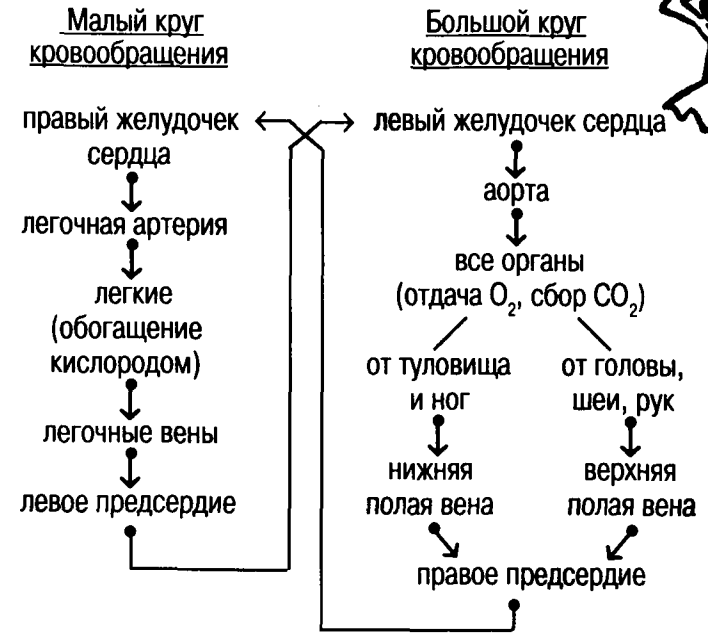 Малый круг
кровообращения
правый желудочек
сердца
легочная артерия
легкие
(обогащение
кислородом)
легочные вены
левое предсердие
Большой круг
кровообращения
левый желудочек сердца
аорта
все органы
(отдача O₂, сбор CO₂)
от туловища
и ног
нижняя
полая вена
от головы,
шеи, рук
верхняя
полая вена
правое предсердие